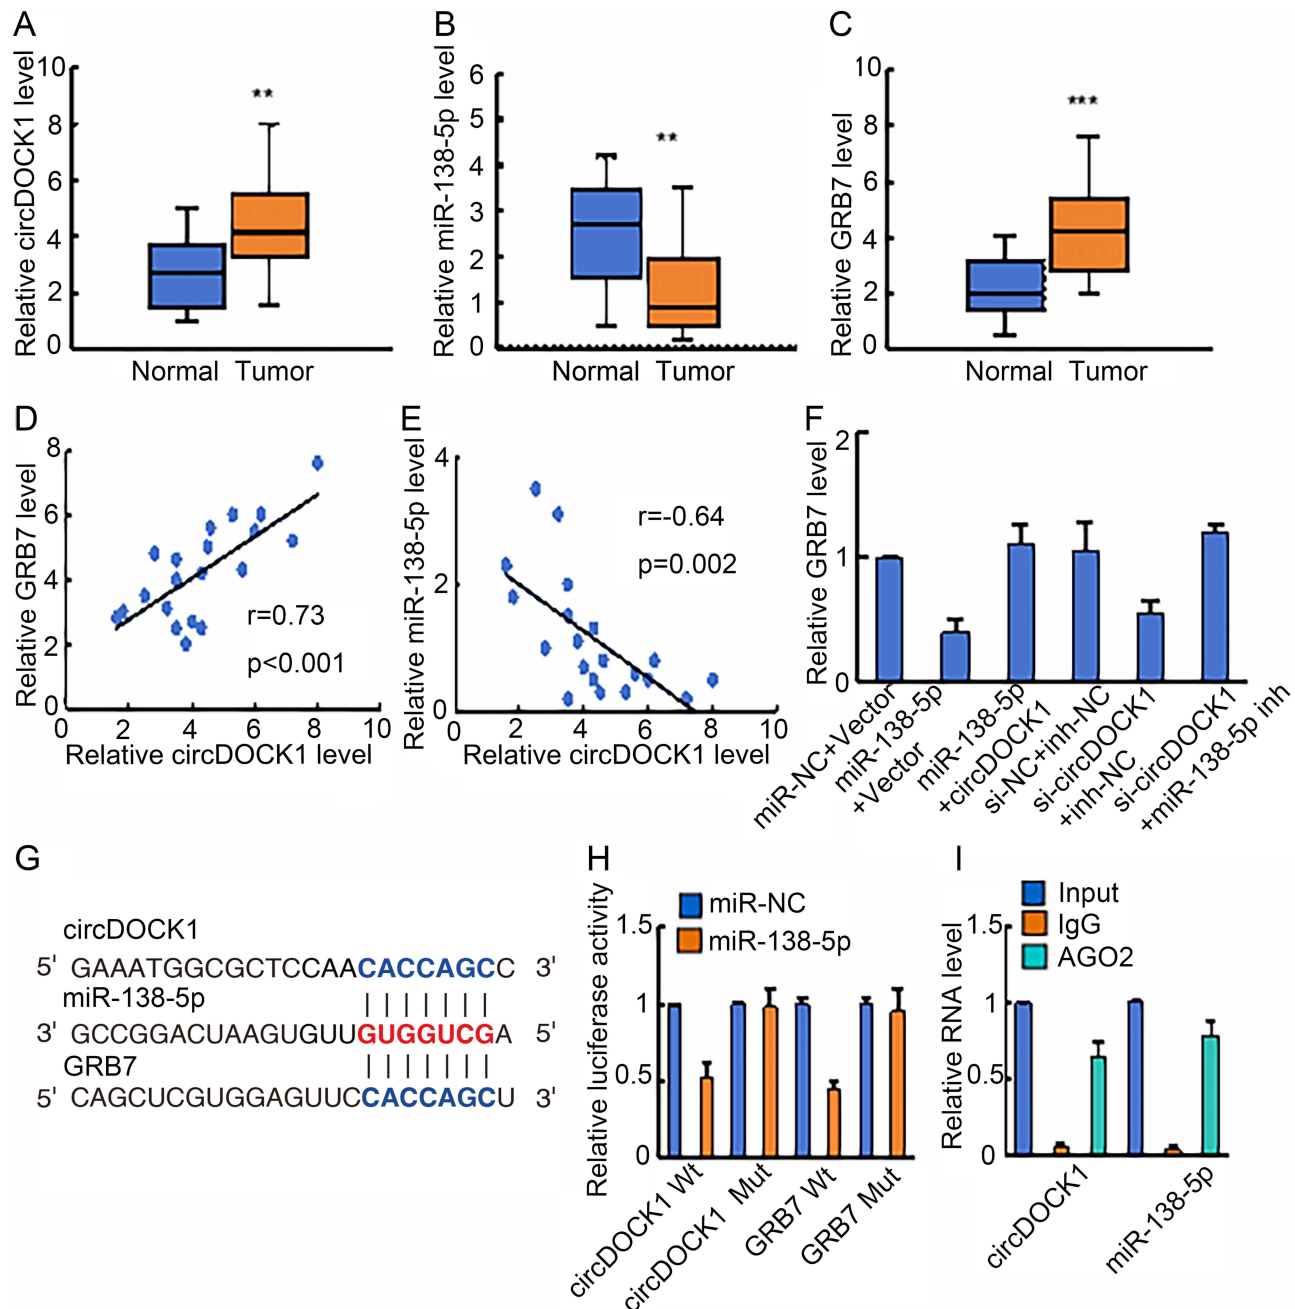 A
Relative circDOCK1 level
10
8
6
4
2
0
**
Normal Tumor
B
Relative miR-138-5p level
6
5
4
3
2
1
0
**
Normal Tumor
C
Relative GRB7 level
10
8
6
4
2
0
***
Normal Tumor
D
Relative GRB7 level
8
6
4
2
0
r=0.73
p<0.001
0 2 4 6 8 10
Relative circDOCK1 level
E
Relative miR-138-5p level
4
2
0
r=-0.64
p=0.002
0 2 4 6 8 10
Relative circDOCK1 level
F
Relative GRB7 level
2
1
0
miR-NC+Vector
miR-138-5p
+Vector
miR-138-5p
+circDOCK1
si-NC+inh-NC
si-circDOCK1
+inh-NC
si-circDOCK1
+miR-138-5p inh
G
circDOCK1
5' GAAATGGCGCTCCAACACCAGCC 3'
miR-138-5p
3' GCCGGACUAAGUGUUGUGGUCGA 5'
GRB7
5' CAGCUCGUGGAGUUCCACCAGCU 3'
H
Relative luciferase activity
miR-NC
miR-138-5p
1.5
1
0.5
0
circDOCK1 Wt
circDOCK1 Mut
GRB7 Wt
GRB7 Mut
I
Relative RNA level
Input
IgG
AGO2
1.5
1
0.5
0
circDOCK1
miR-138-5p